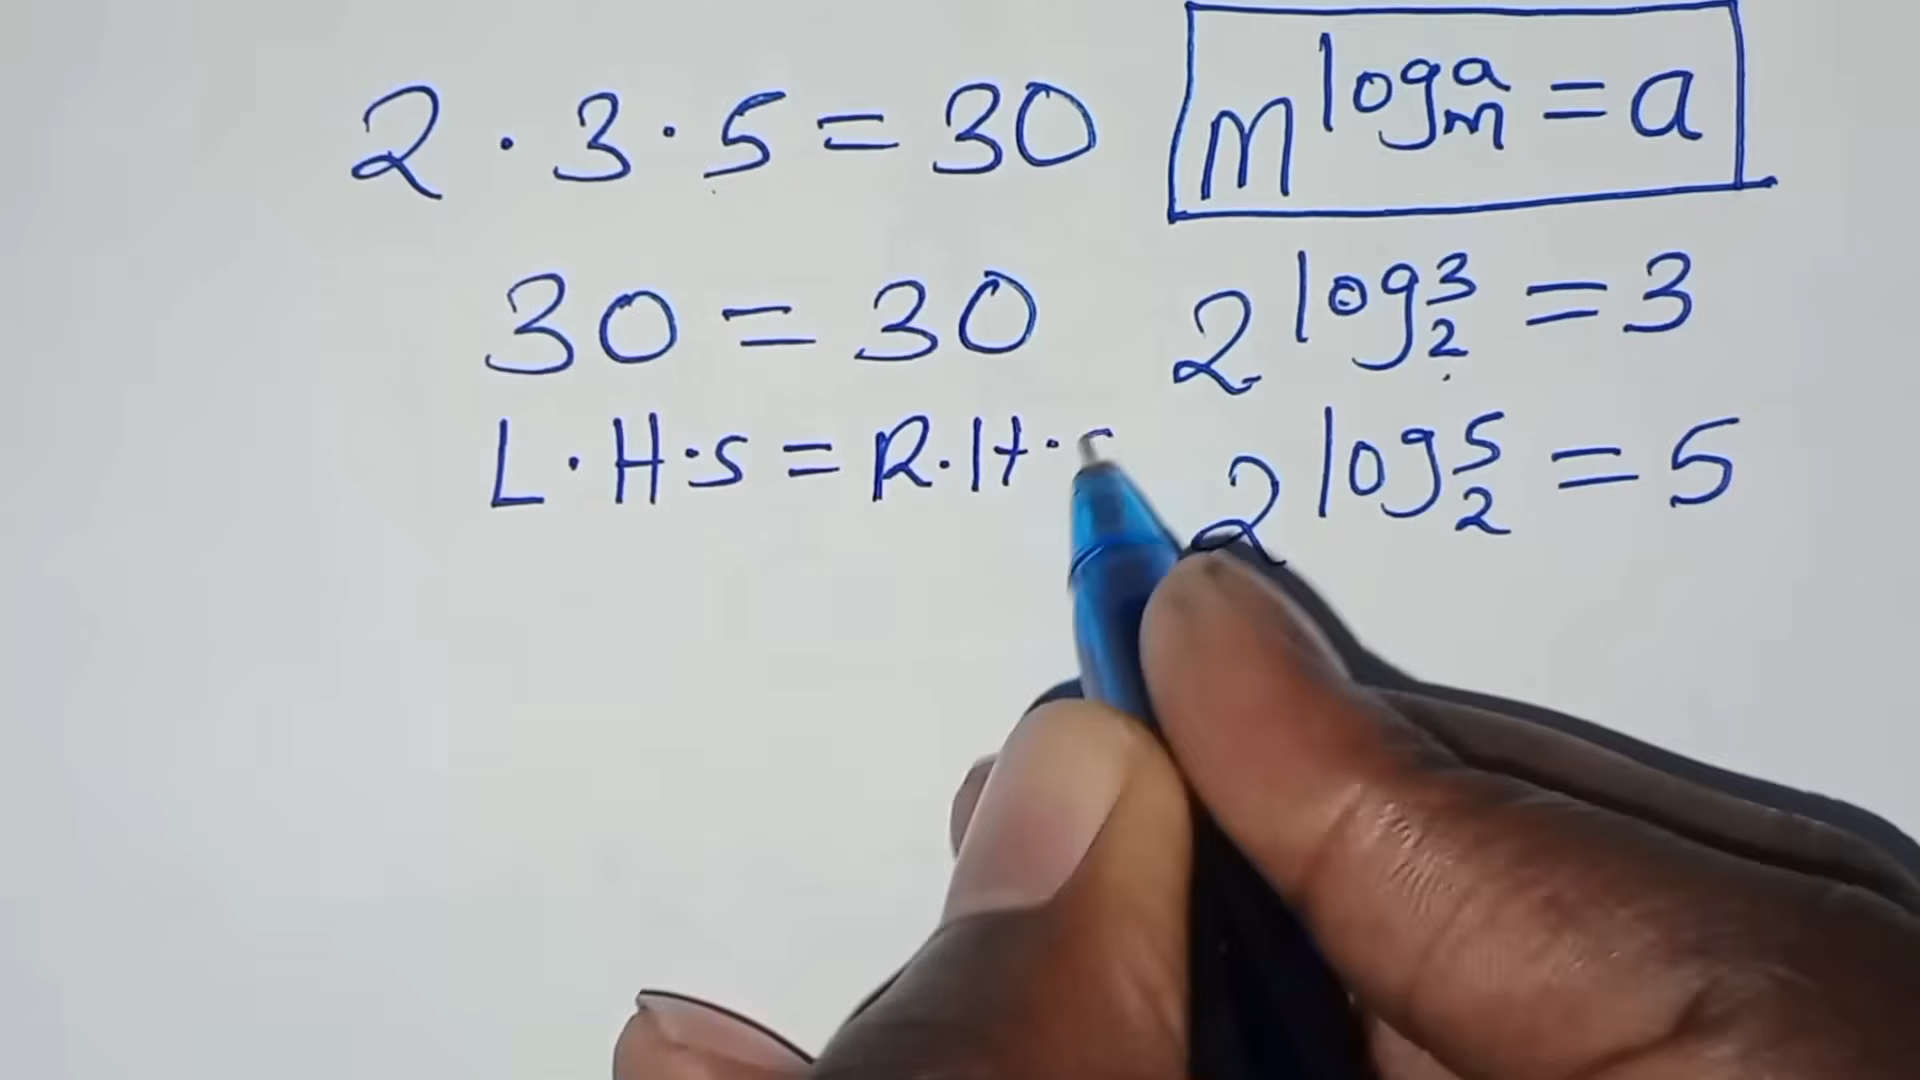 2 · 3 · 5 = 30
m^log_m^a = a
30 = 30
2^log_2^3 = 3
L.H.S = R.H.S
2^log_2^5 = 5